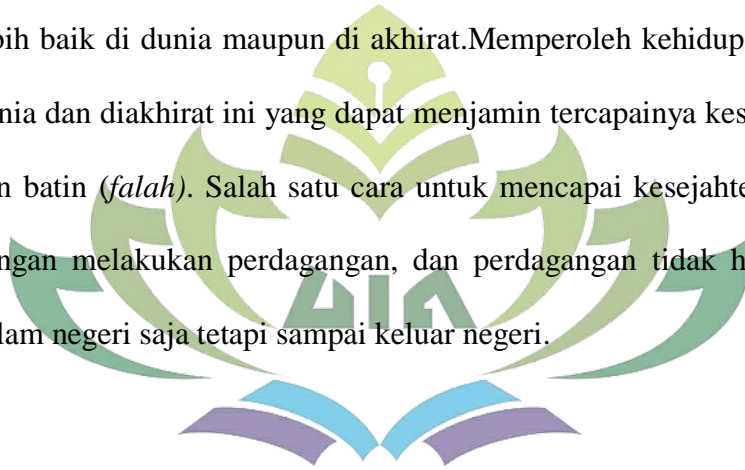 bih baik di dunia maupun di akhirat.Memperoleh kehidup
nia dan diakhirat ini yang dapat menjamin tercapainya kes
n batin (falah). Salah satu cara untuk mencapai kesejahte
ngan melakukan perdagangan, dan perdagangan tidak h
lam negeri saja tetapi sampai keluar negeri.
UIN